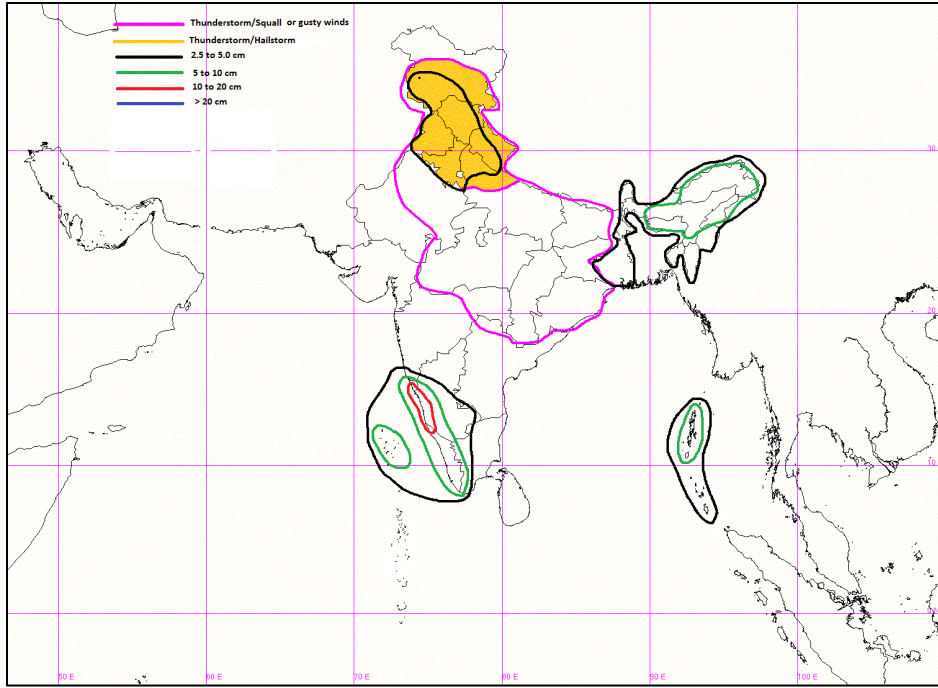 Thunderstorm/Squall or gusty winds
Thunderstorm/Hailstorm
2.5 to 5.0 cm
5 to 10 cm
10 to 20 cm
> 20 cm
30
20
10
50 E
60 E
70 E
80 E
90 E
100 E